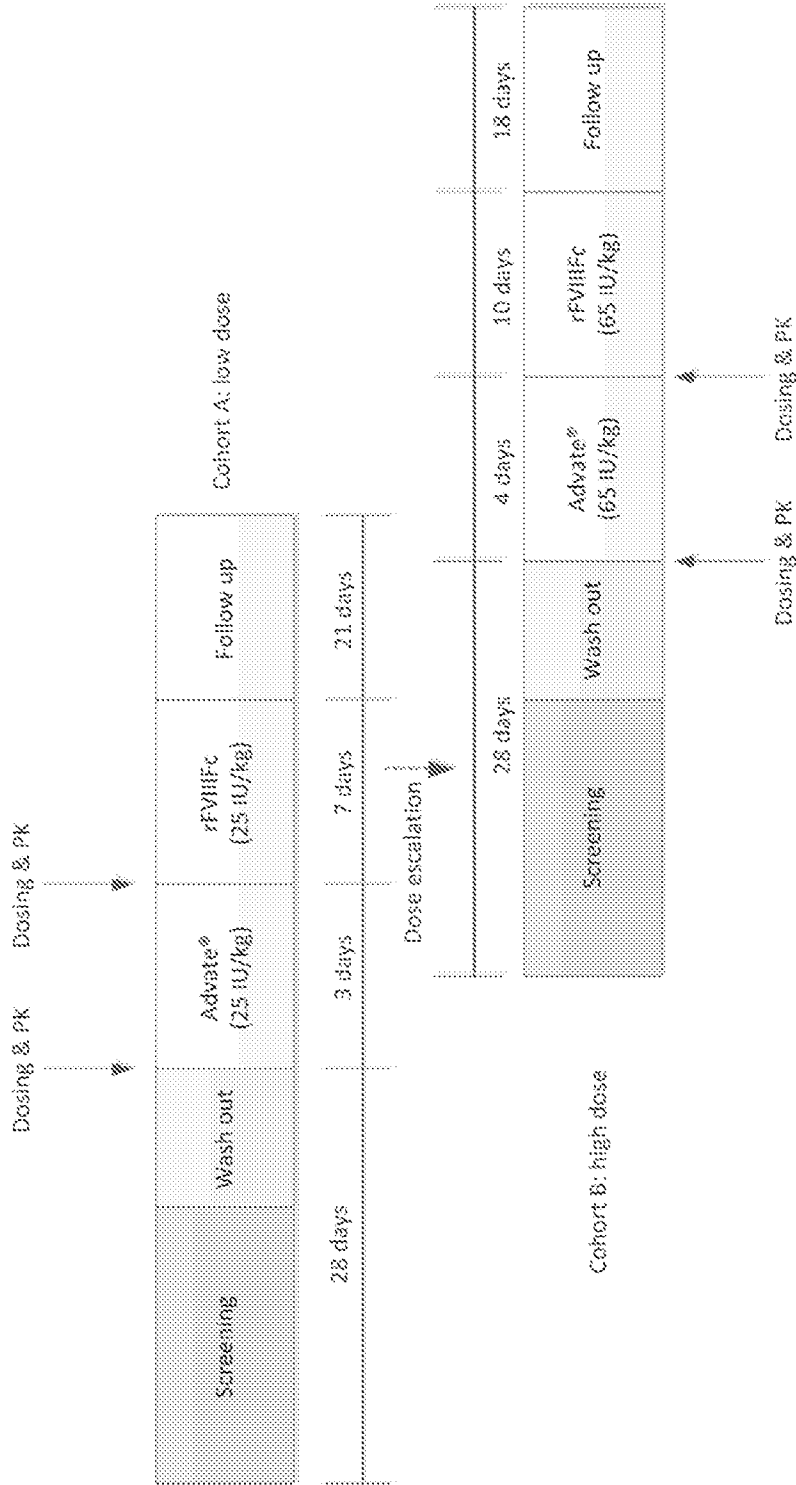 Dosing & PK
Dosing & PK
Screening
Wash out
Advate®
(25 IU/kg)
rFVIIIFc
(25 IU/kg)
Follow up
Cohort A: low dose
28 days
3 days
7 days
21 days
Dose escalation
28 days
4 days
10 days
18 days
Cohort B: high dose
Screening
Wash out
Advate®
(65 IU/kg)
rFVIIIFc
(65 IU/kg)
Follow up
Dosing & PK
Dosing & PK